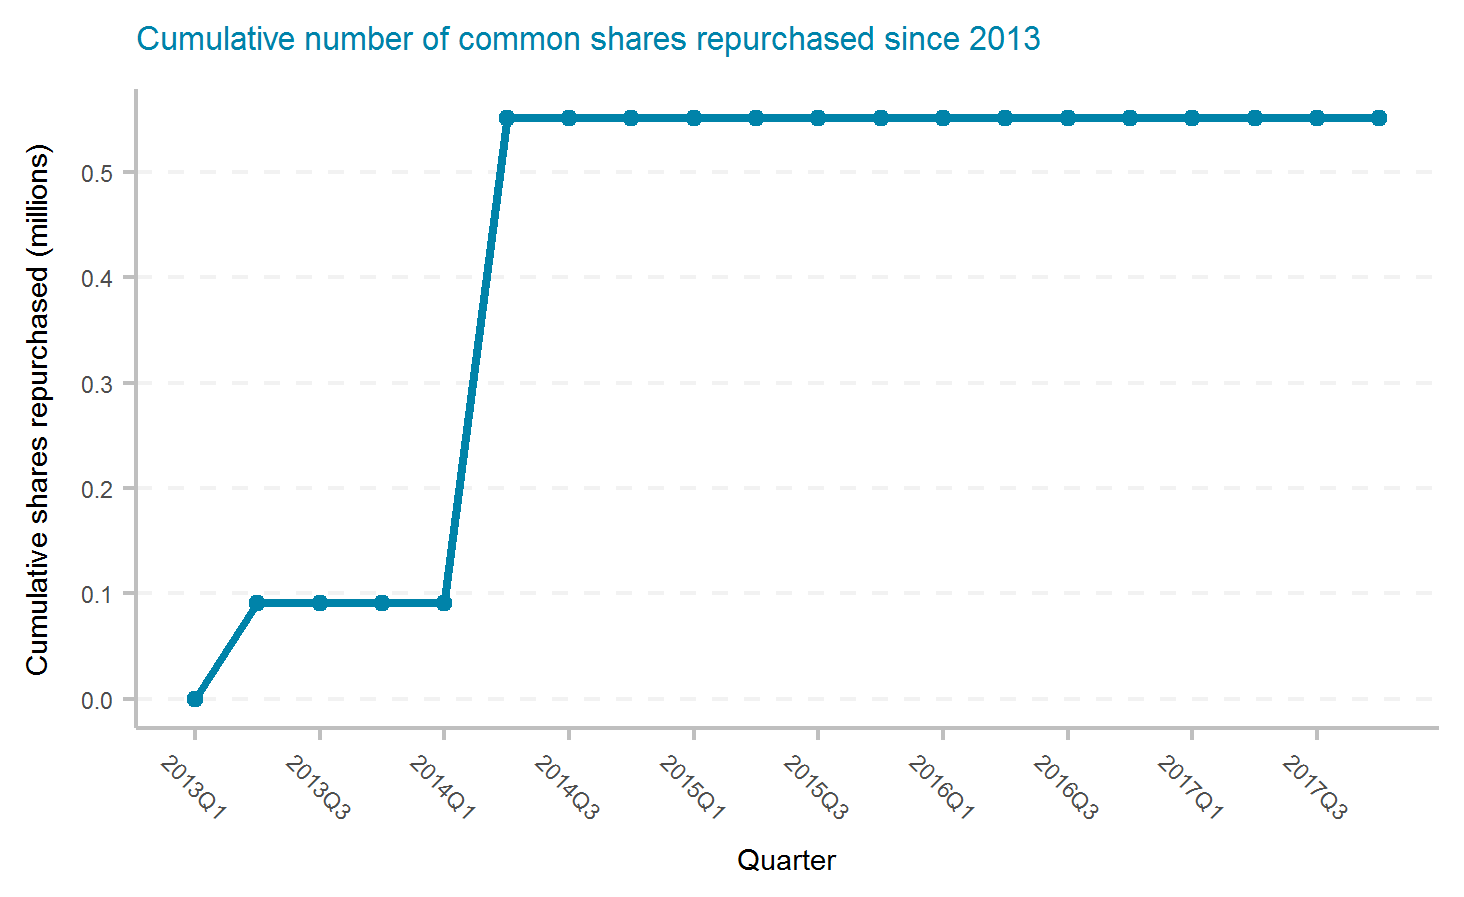 Cumulative number of common shares repurchased since 2013
Cumulative shares repurchased (millions)
0.5
0.4
0.3
0.2
0.1
0.0
2013Q1
2013Q3
2014Q1
2014Q3
2015Q1
2015Q3
2016Q1
2016Q3
2017Q1
2017Q3
Quarter